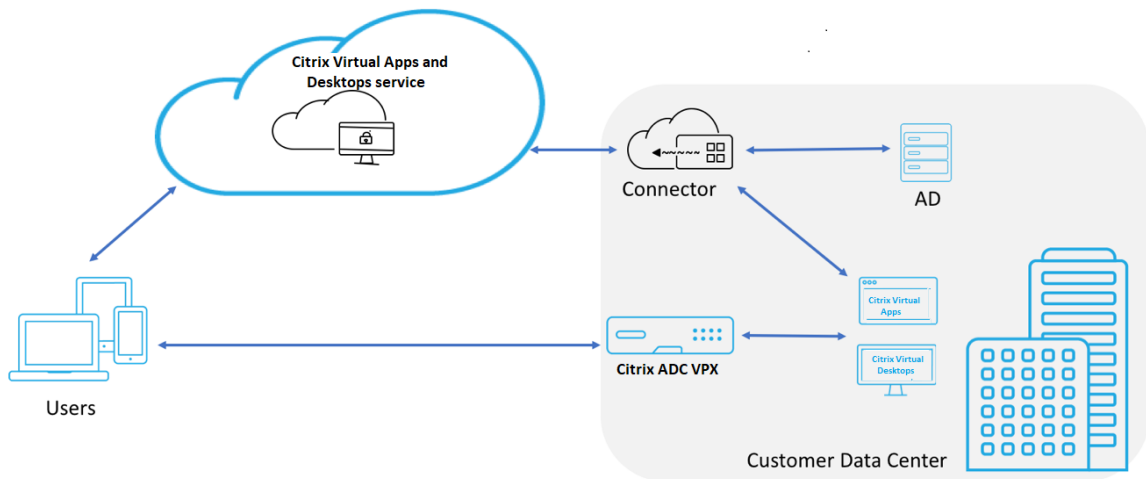 Citrix Virtual Apps and
Desktops service
Connector
AD
Citrix Virtual
Apps
Citrix ADC VPX
Citrix Virtual
Desktops
Users
Customer Data Center